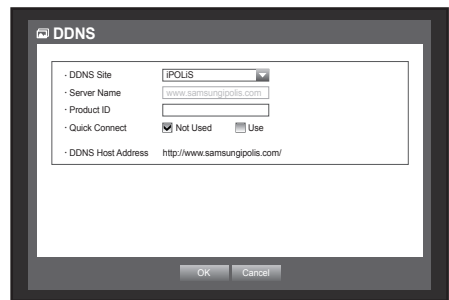 DDNS
· DDNS Site iPOLiS
· Server Name www.samsungipolis.com
· Product ID
· Quick Connect Not Used Use
· DDNS Host Address http://www.samsungipolis.com/
OK Cancel